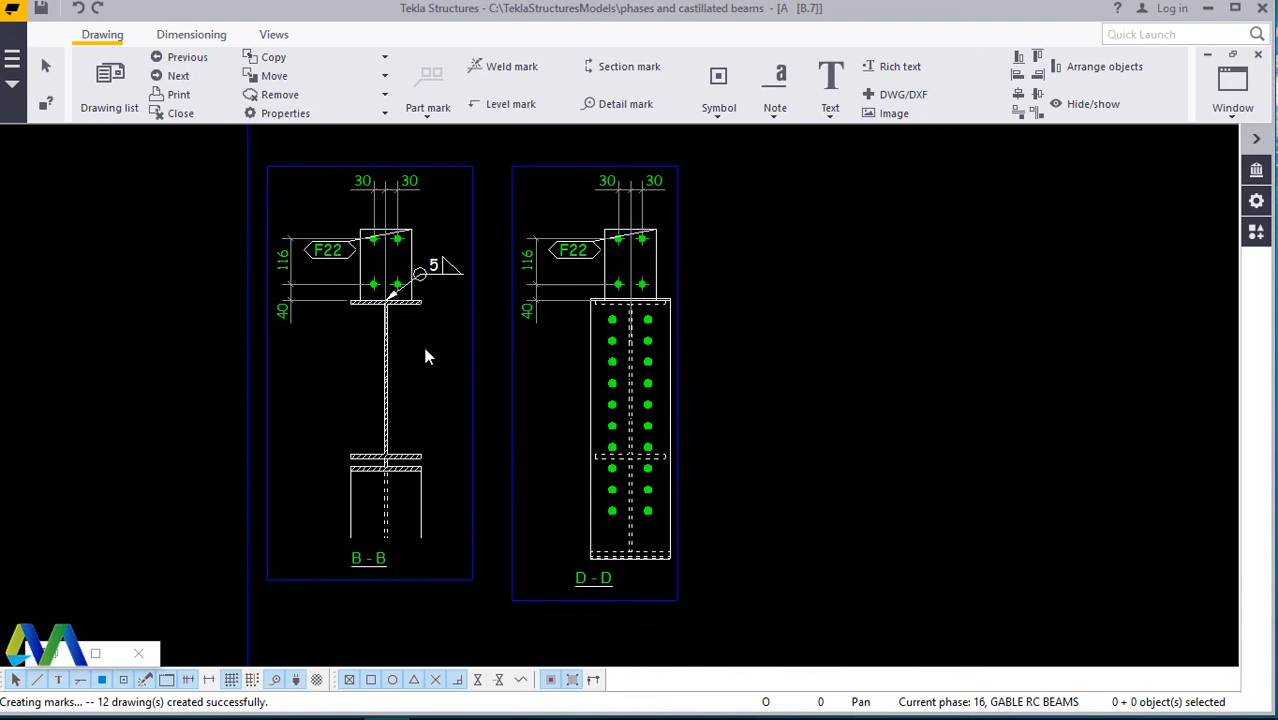 Tekla Structures - C:\TeklaStructuresModels\phases and castillated beams - [A [B.7]]
Log in
Drawing
Dimensioning
Views
Quick Launch
Drawing list
Previous
Next
Print
Close
Copy
Move
Remove
Properties
Part mark
Weld mark
Level mark
Section mark
Detail mark
Symbol
Note
Text
Rich text
DWG/DXF
Image
Arrange objects
Hide/show
Window
30 30
F22
116
40
5
B - B
30 30
F22
116
40
D - D
Creating marks... -- 12 drawing(s) created successfully.
O
0
Pan
Current phase: 16, GABLE RC BEAMS
0 + 0 object(s) selected